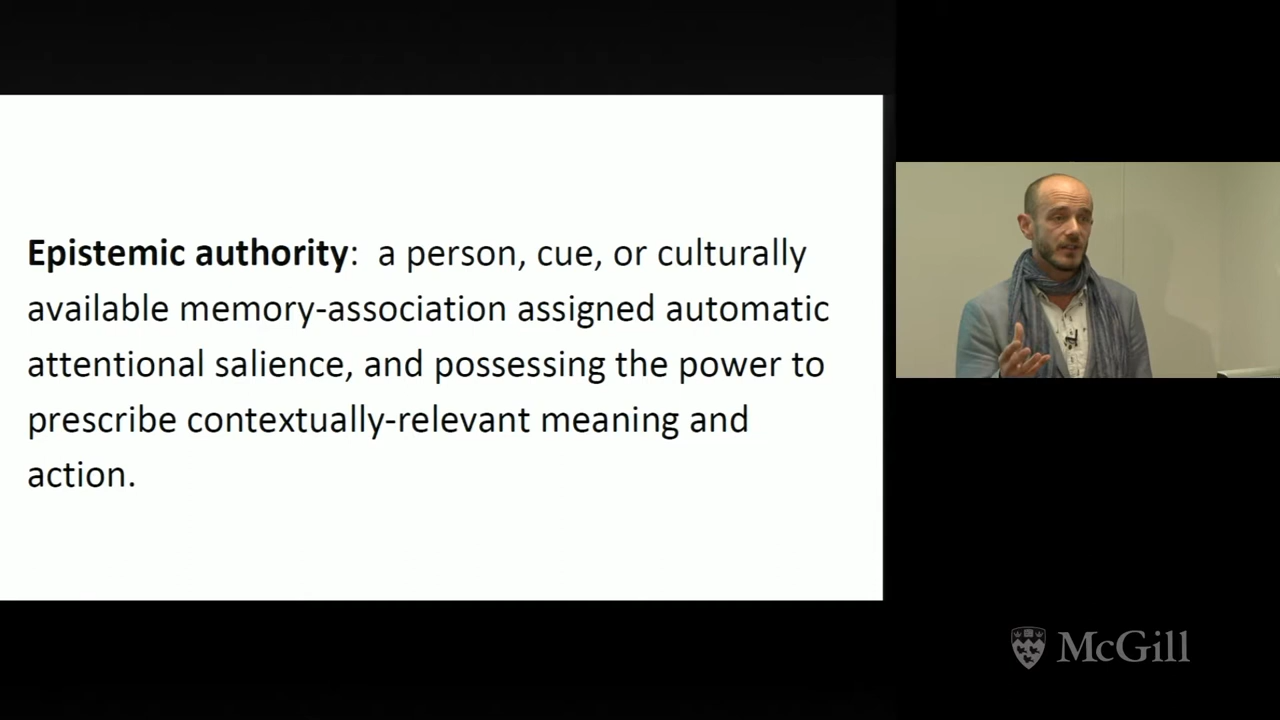 Epistemic authority: a person, cue, or culturally
available memory-association assigned automatic
attentional salience, and possessing the power to
prescribe contextually-relevant meaning and
action.
McGill